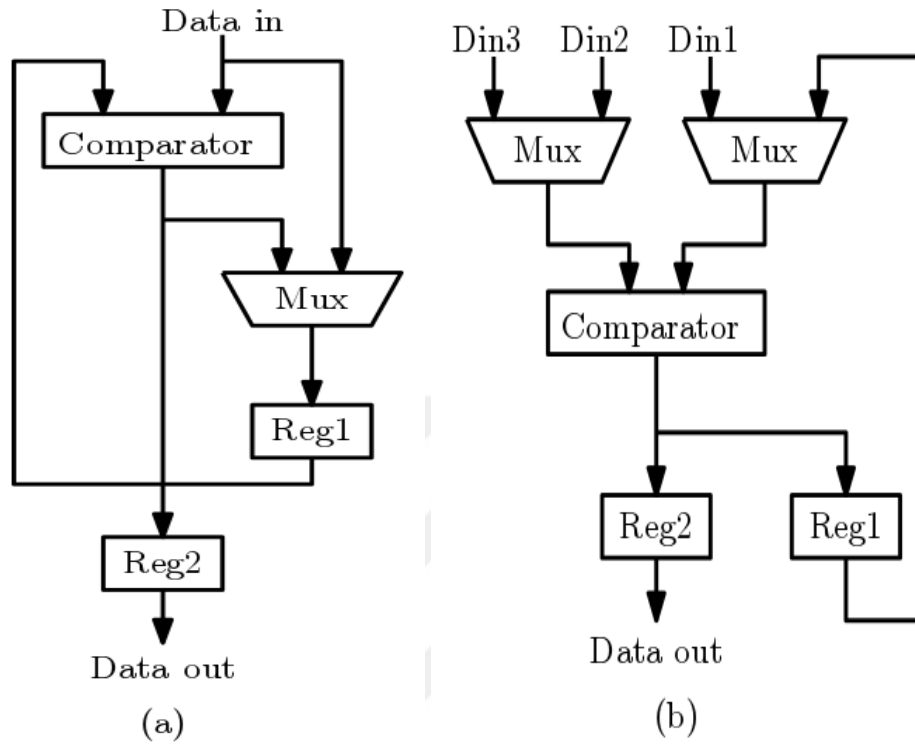 Data in
Comparator
Mux
Reg1
Reg2
Data out
(a)
Din3 Din2 Din1
Mux Mux
Comparator
Reg2 Reg1
Data out
(b)